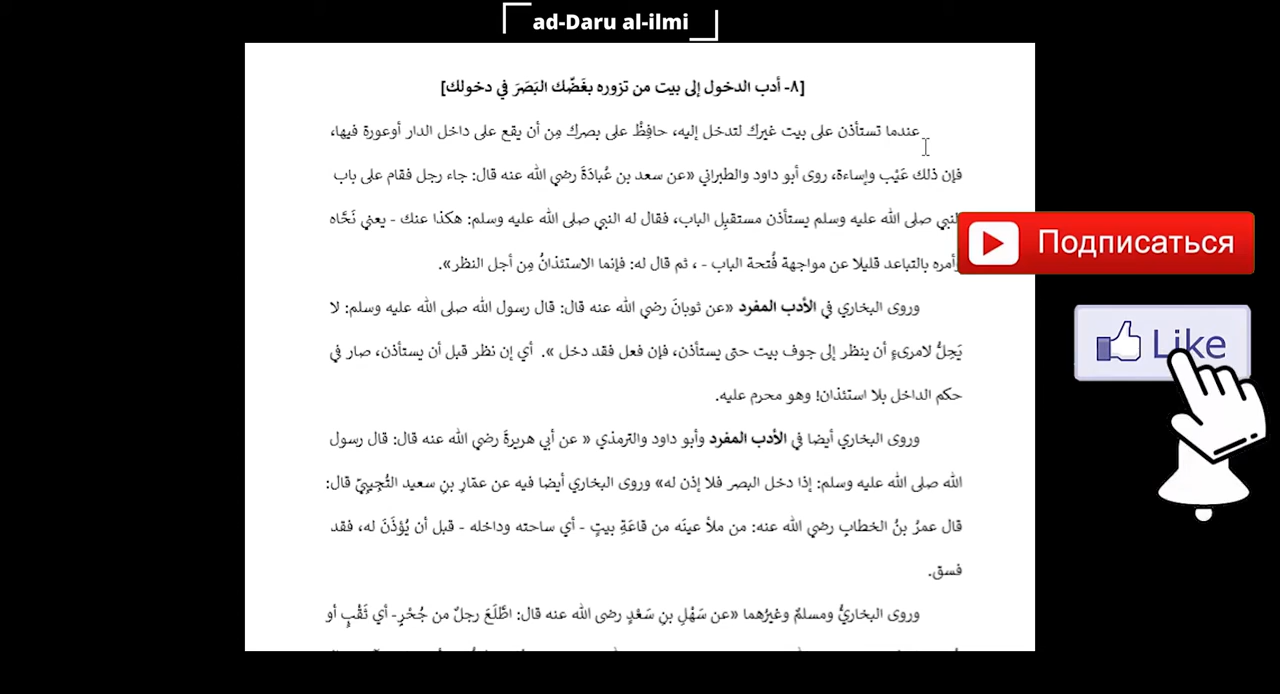 ad-Daru al-ilmi
[٨- أدب الدخول إلى بيت من تزوره بغَضّك البَصَرَ في دخولك]
عندما تستأذن على بيت غيرك لتدخل إليه، حافِظْ على بصرك مِن أن يقع على داخل الدار أوعورة فيها،
فإن ذلك عَيْب وإساءة، روى أبو داود والطبراني «عن سعد بن عُبادَةَ رضي الله عنه قال: جاء رجل فقام على باب
النبي صلى الله عليه وسلم يستأذن مستقبِل الباب، فقال له النبي صلى الله عليه وسلم: هكذا عنك - يعني نَحَّاه
وأمره بالتباعد قليلا عن مواجهة فُتحة الباب - ، ثم قال له: فإنما الاستئذانُ مِن أجل النظر».
Подписаться
وروى البخاري في الأدب المفرد «عن ثوبانَ رضي الله عنه قال: قال رسول الله صلى الله عليه وسلم: لا
يَحِلُّ لامرىءٍ أن ينظر إلى جوف بيت حتى يستأذن، فإن فعل فقد دخل ». أي إن نظر قبل أن يستأذن، صار في
Like
حكم الداخل بلا استئذان! وهو محرم عليه.
وروى البخاري أيضا في الأدب المفرد وأبو داود والترمذي « عن أبي هريرةَ رضي الله عنه قال: قال رسول
الله صلى الله عليه وسلم: إذا دخل البصر فلا إذن له» وروى البخاري أيضا فيه عن عمّارِ بنِ سعيد التُجِيبِيّ قال:
قال عمرُ بنُ الخطابِ رضي الله عنه: من ملأ عينَه من قاعَةِ بيتٍ - أي ساحته وداخله - قبل أن يُؤذَنَ له، فقد
فسق.
وروى البخاريُّ ومسلمٌ وغيرُهما «عن سَهْلِ بنِ سَعْدٍ رضى الله عنه قال: اطَّلَعَ رجلٌ من جُحْرٍ- أي ثَقْبٍ أو